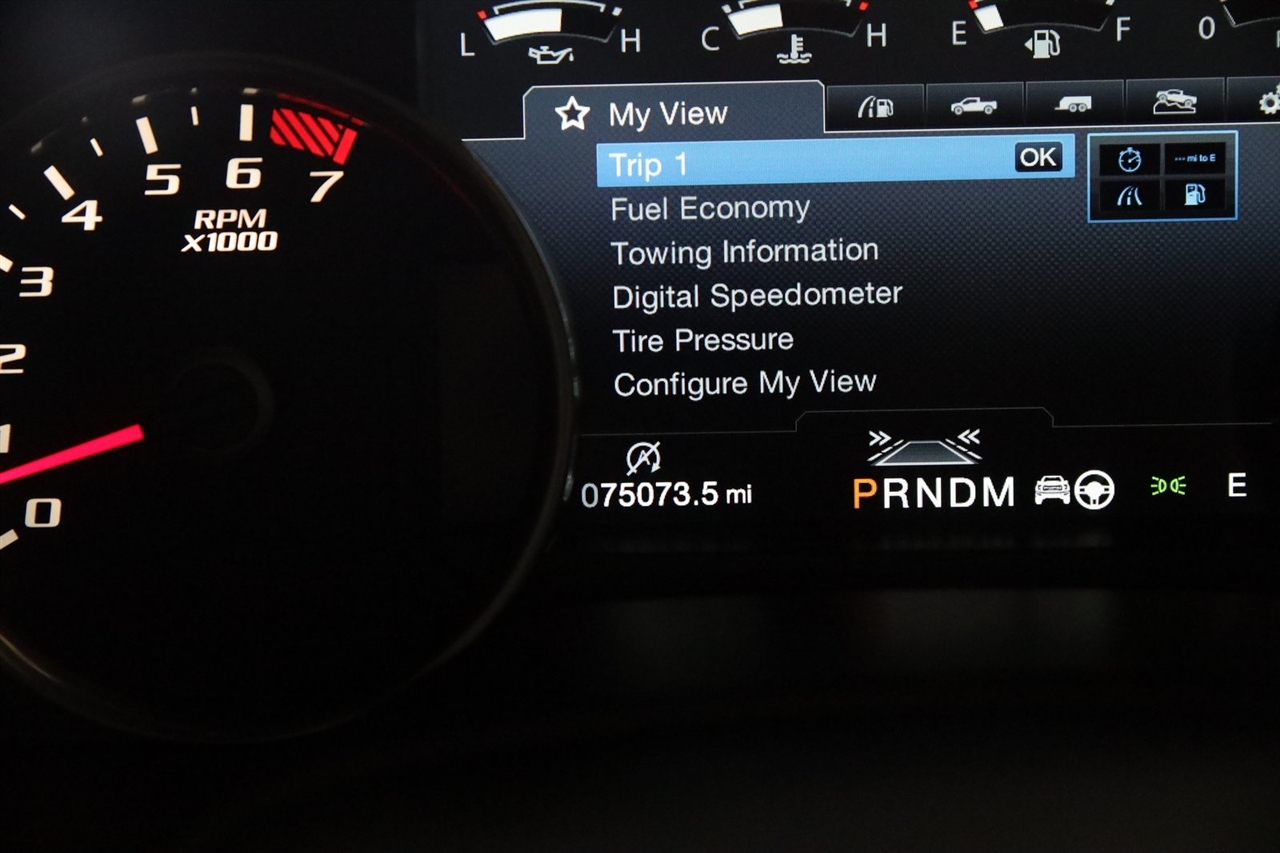 L H C H E F 0
My View
Trip 1 OK
--- mi to E
Fuel Economy
Towing Information
Digital Speedometer
Tire Pressure
Configure My View
075073.5 mi
PRNDM
E
0
1
2
3
4
5
6
7
RPM
x1000